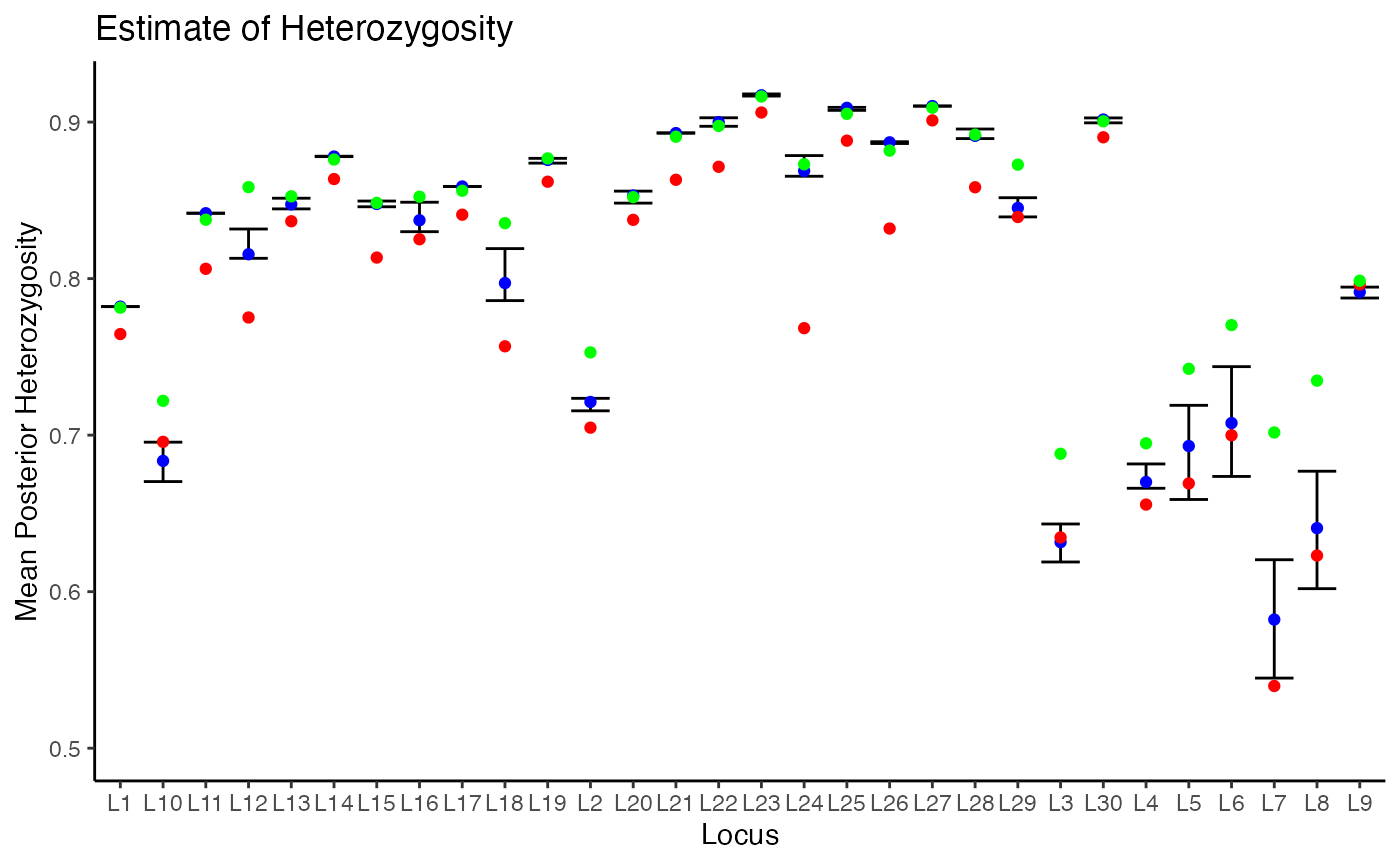 Estimate of Heterozygosity
Mean Posterior Heterozygosity
0.9
0.8
0.7
0.6
0.5
L1 L10 L11 L12 L13 L14 L15 L16 L17 L18 L19 L2 L20 L21 L22 L23 L24 L25 L26 L27 L28 L29 L3 L30 L4 L5 L6 L7 L8 L9
Locus